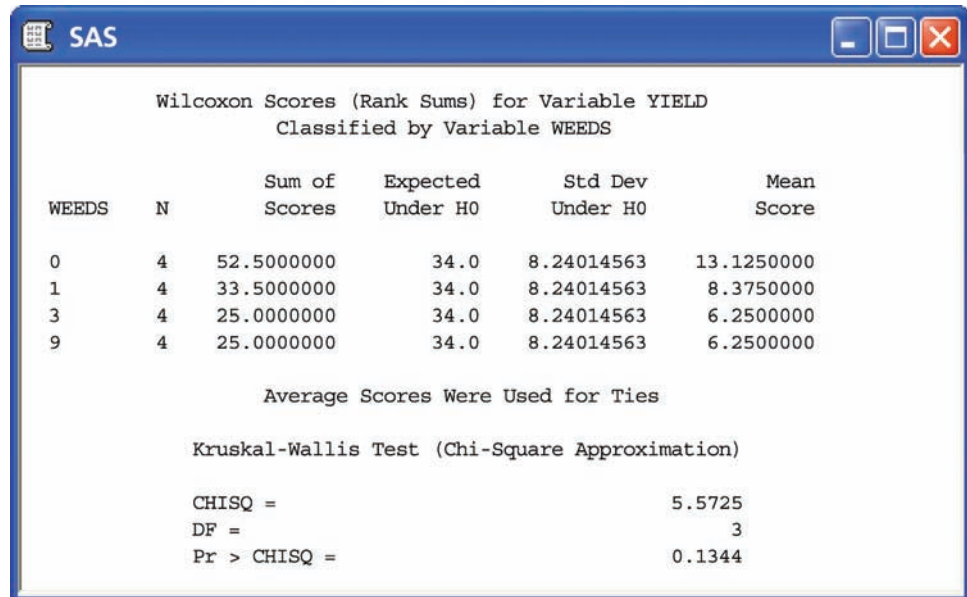 SAS
Wilcoxon Scores (Rank Sums) for Variable YIELD
Classified by Variable WEEDS
Sum of Expected Std Dev Mean
WEEDS N Scores Under H0 Under H0 Score
0 4 52.5000000 34.0 8.24014563 13.1250000
1 4 33.5000000 34.0 8.24014563 8.3750000
3 4 25.0000000 34.0 8.24014563 6.2500000
9 4 25.0000000 34.0 8.24014563 6.2500000
Average Scores Were Used for Ties
Kruskal-Wallis Test (Chi-Square Approximation)
CHISQ = 5.5725
DF = 3
Pr > CHISQ = 0.1344